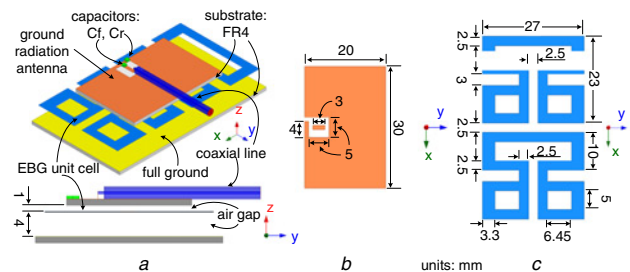 capacitors:
Cf, Cr
substrate:
FR4
ground
radiation
antenna
z
x
y
coaxial line
EBG unit cell
full ground
1
4
air gap
z
y
a
20
30
3
4
5
b
27
2.5
2.5
3
23
y
x
y
x
2.5
2.5
2.5
10
5
3.3
6.45
units: mm
c